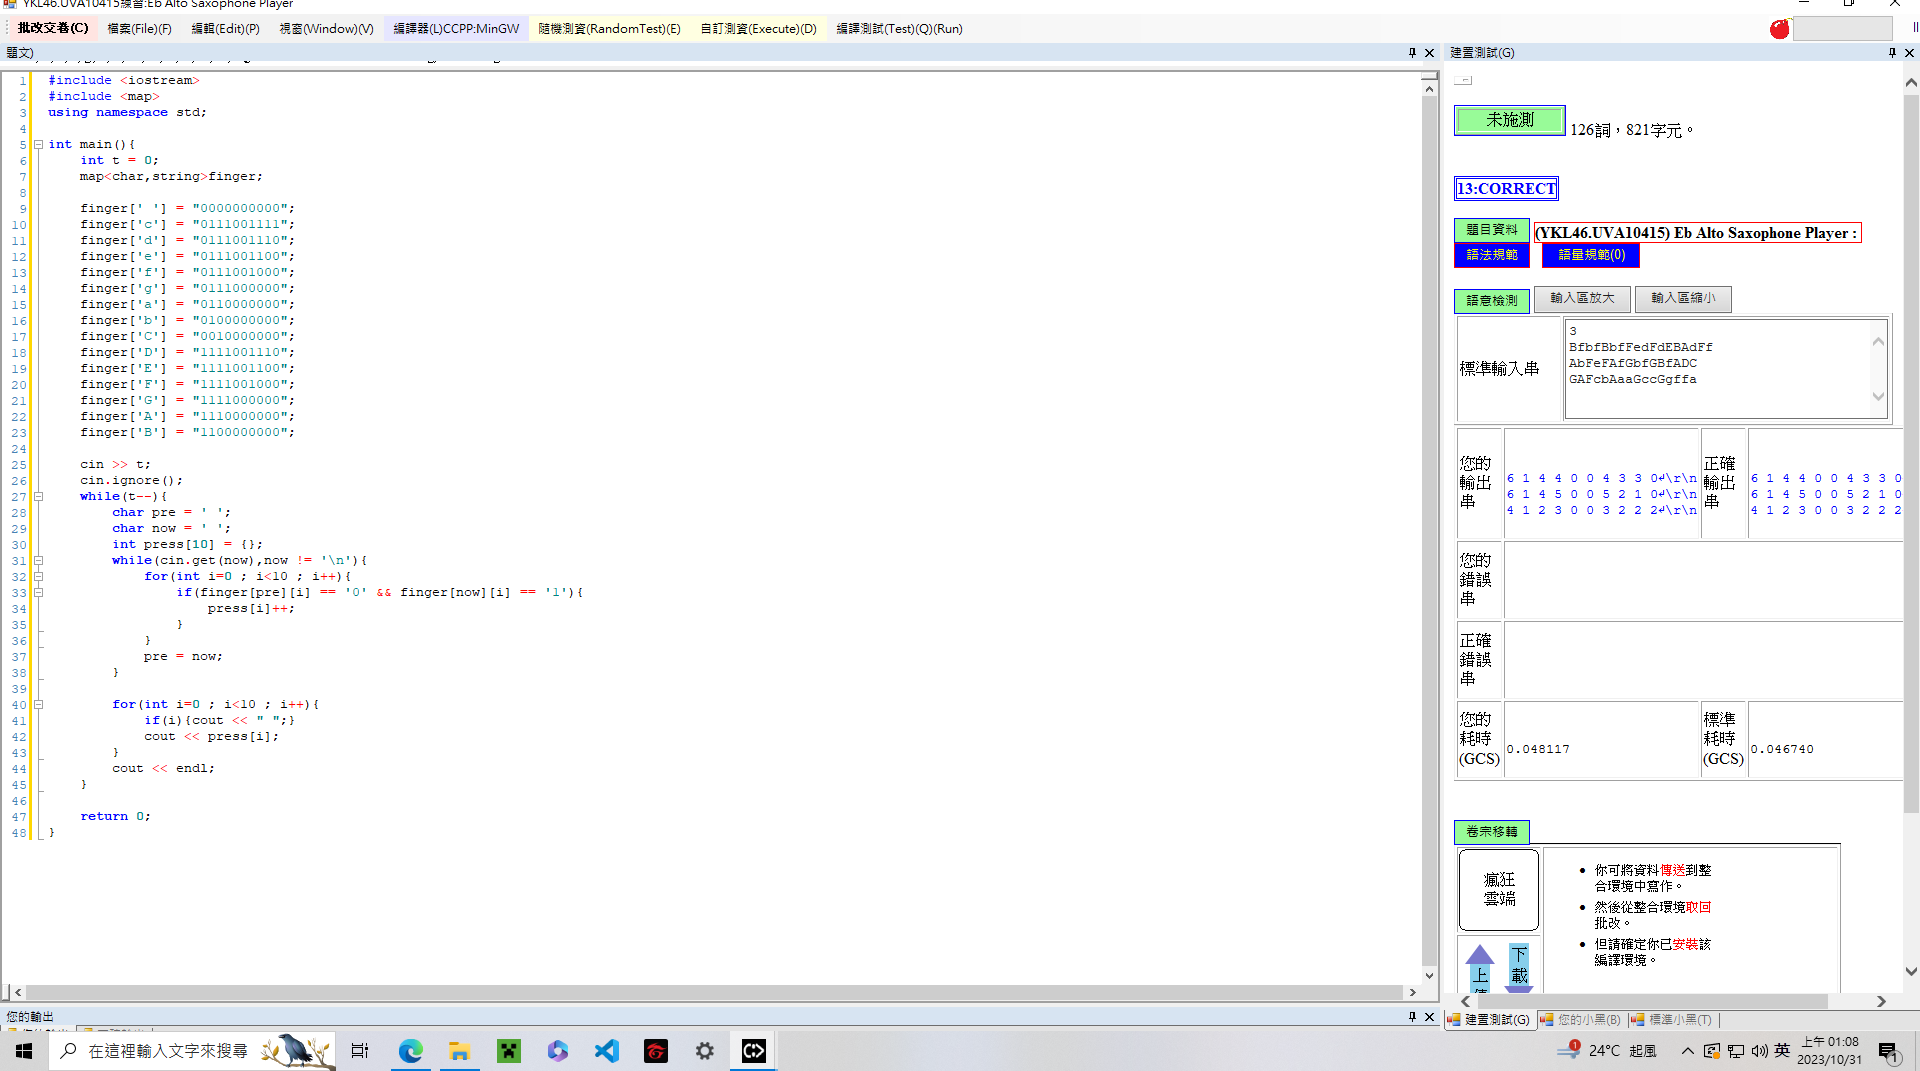 YKL46.UVA10415練習:Eb Alto Saxophone Player
批改交卷(C) 檔案(File)(F) 編輯(Edit)(P) 視窗(Window)(V) 編譯器(L)CCPP:MinGW 隨機測資(RandomTest)(E) 自訂測資(Execute)(D) 編譯測試(Test)(Q)(Run)
題文)
1 #include <iostream>
2 #include <map>
3 using namespace std;
4
5 int main(){
6 int t = 0;
7 map<char,string>finger;
8
9 finger[' '] = "0000000000";
10 finger['c'] = "0111001111";
11 finger['d'] = "0111001110";
12 finger['e'] = "0111001100";
13 finger['f'] = "0111001000";
14 finger['g'] = "0111000000";
15 finger['a'] = "0110000000";
16 finger['b'] = "0100000000";
17 finger['C'] = "0010000000";
18 finger['D'] = "1111001110";
19 finger['E'] = "1111001100";
20 finger['F'] = "1111001000";
21 finger['G'] = "1111000000";
22 finger['A'] = "1110000000";
23 finger['B'] = "1100000000";
24
25 cin >> t;
26 cin.ignore();
27 while(t--){
28 char pre = ' ';
29 char now = ' ';
30 int press[10] = {};
31 while(cin.get(now),now != '\n'){
32 for(int i=0 ; i<10 ; i++){
33 if(finger[pre][i] == '0' && finger[now][i] == '1'){
34 press[i]++;
35 }
36 }
37 pre = now;
38 }
39
40 for(int i=0 ; i<10 ; i++){
41 if(i){cout << " ";}
42 cout << press[i];
43 }
44 cout << endl;
45 }
46
47 return 0;
48 }
您的輸出
建置測試(G)
未施測 126詞，821字元。
13:CORRECT
題目資料 (YKL46.UVA10415) Eb Alto Saxophone Player :
語法規範 語量規範(0)
語意檢測 輸入區放大 輸入區縮小
標準輸入串
3
BfbfBbfFedFdEBAdFf
AbFeFAfGbfGBfADC
GAFcbAaaGccGgffa
您的輸出串
6 1 4 4 0 0 4 3 3 0↵\r\n
6 1 4 5 0 0 5 2 1 0↵\r\n
4 1 2 3 0 0 3 2 2 2↵\r\n
正確輸出串
6 1 4 4 0 0 4 3 3 0
6 1 4 5 0 0 5 2 1 0
4 1 2 3 0 0 3 2 2 2
您的錯誤串
正確錯誤串
您的耗時(GCS) 0.048117
標準耗時(GCS) 0.046740
卷宗移轉
瘋狂雲端
上
下載
• 你可將資料傳送到整
合環境中寫作。
• 然後從整合環境取回
批改。
• 但請確定你已安裝該
編譯環境。
建置測試(G) 您的小黑(B) 標準小黑(T)
在這裡輸入文字來搜尋
1 24°C 起風 英 上午 01:08
2023/10/31
1